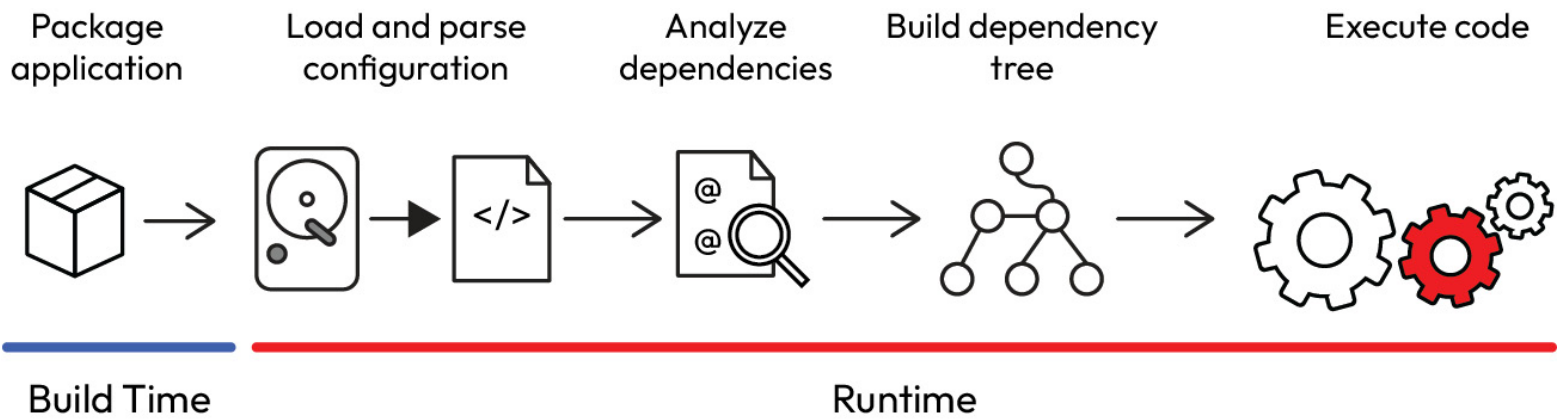 Package
application
Load and parse
configuration
Analyze
dependencies
Build dependency
tree
Execute code
</>
@
@
Build Time
Runtime